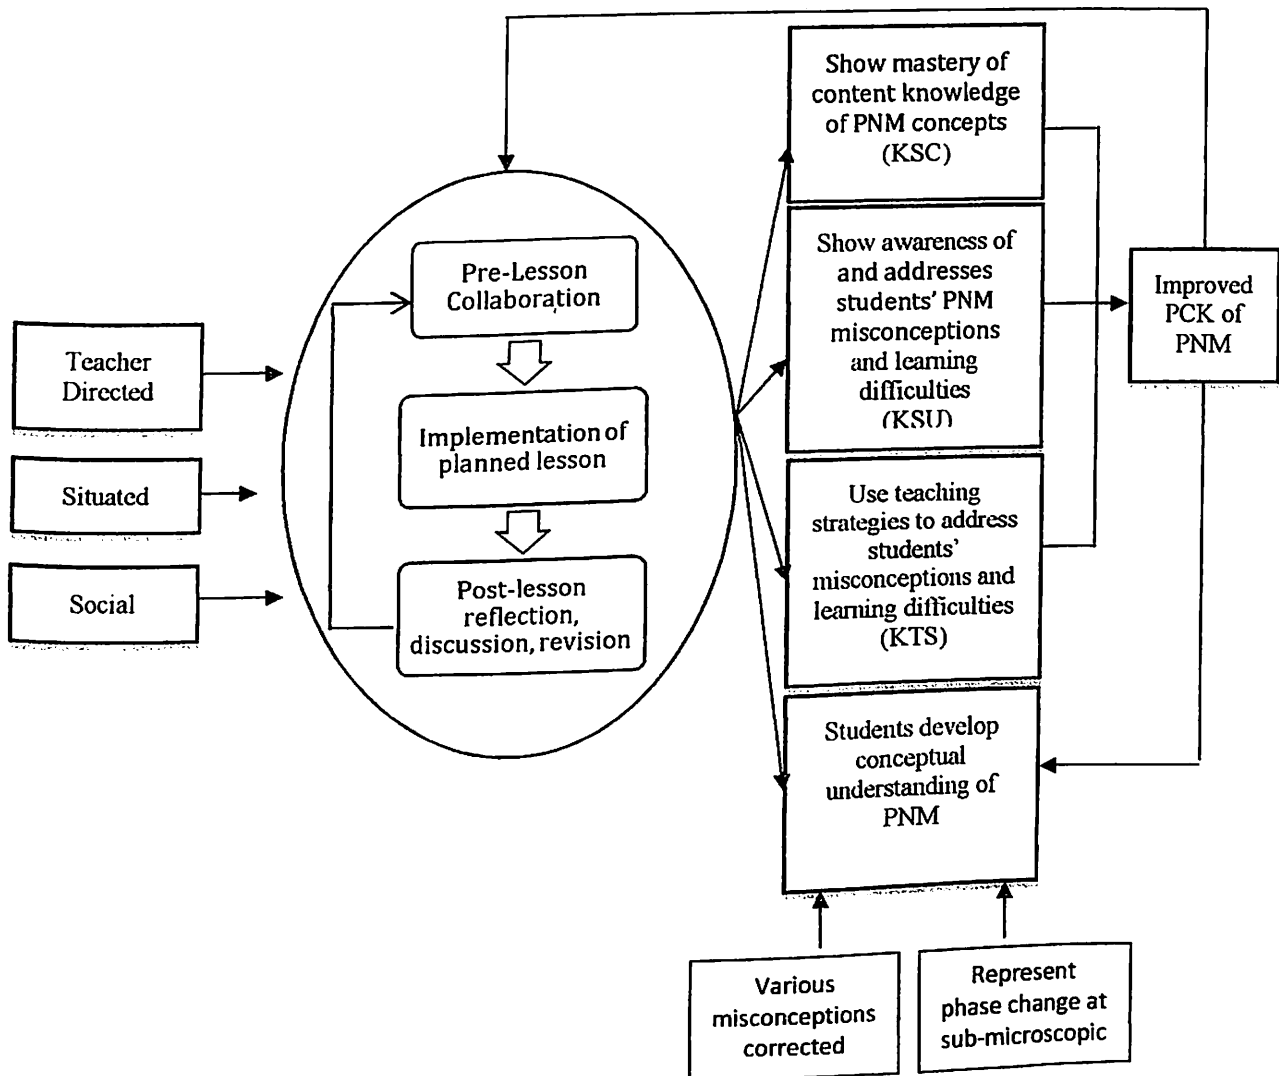 Teacher
Directed
Situated
Social
Pre-Lesson
Collaboration
Implementation of
planned lesson
Post-lesson
reflection,
discussion, revision
Show mastery of
content knowledge
of PNM concepts
(KSC)
Show awareness of
and addresses
students' PNM
misconceptions
and learning
difficulties
(KSU)
Use teaching
strategies to address
students'
misconceptions and
learning difficulties
(KTS)
Students develop
conceptual
understanding of
PNM
Improved
PCK of
PNM
Various
misconceptions
corrected
Represent
phase change at
sub-microscopic